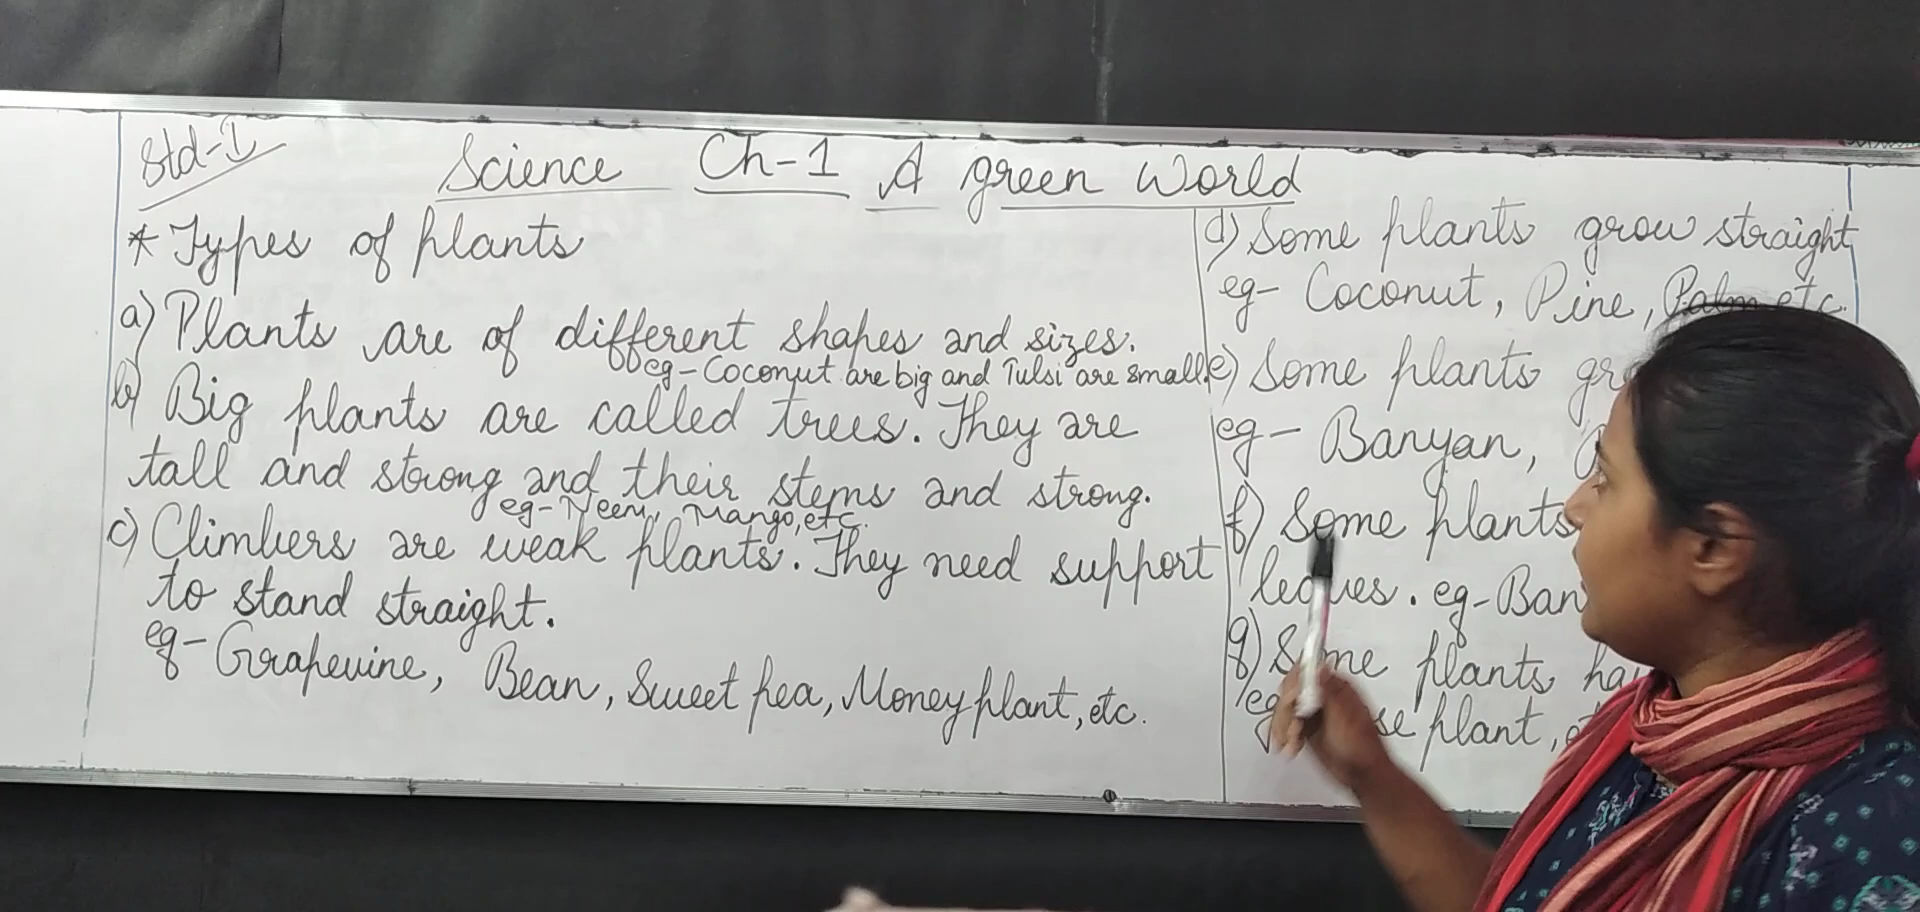 Std-I
Science Ch-1 A green World
* Types of plants
a) Plants are of different shapes and sizes.
eg-Coconut are big and Tulsi are small.
b) Big plants are called trees. They are
tall and strong and their stems and strong.
eg-Neem, Mango, etc.
c) Climbers are weak plants. They need support
to stand straight.
eg-Grapevine, Bean, Sweet pea, Money plant, etc.
d) Some plants grow straight
eg- Coconut, Pine, Palm etc.
e) Some plants
eg- Banyan,
f) Some plants
leaves. eg-Ban
g) Some plants
eg plant,